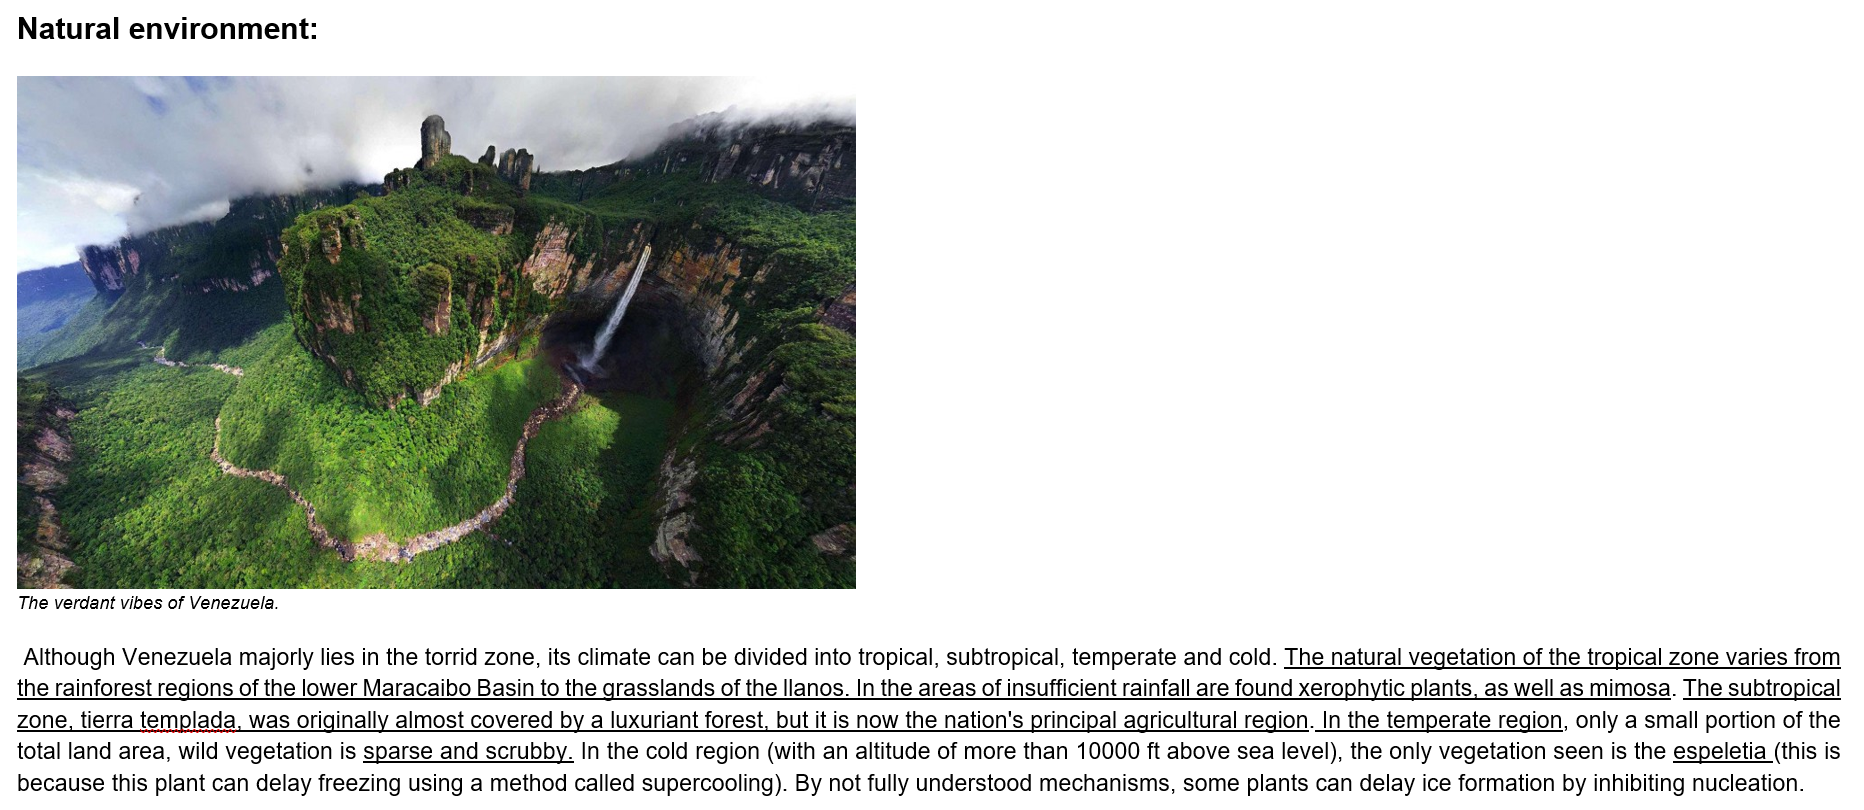 Natural environment:
The verdant vibes of Venezuela.
Although Venezuela majorly lies in the torrid zone, its climate can be divided into tropical, subtropical, temperate and cold. The natural vegetation of the tropical zone varies from
the rainforest regions of the lower Maracaibo Basin to the grasslands of the llanos. In the areas of insufficient rainfall are found xerophytic plants, as well as mimosa. The subtropical
zone, tierra templada, was originally almost covered by a luxuriant forest, but it is now the nation's principal agricultural region. In the temperate region, only a small portion of the
total land area, wild vegetation is sparse and scrubby. In the cold region (with an altitude of more than 10000 ft above sea level), the only vegetation seen is the espeletia (this is
because this plant can delay freezing using a method called supercooling). By not fully understood mechanisms, some plants can delay ice formation by inhibiting nucleation.